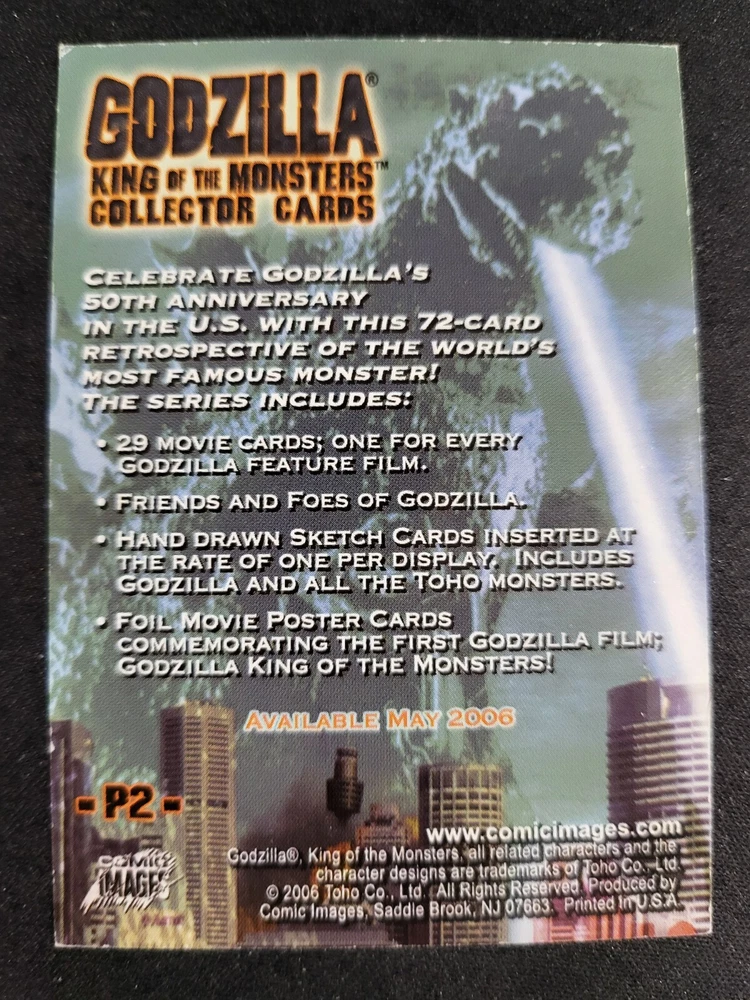 GODZILLA®
KING OF THE MONSTERS™
COLLECTOR CARDS
CELEBRATE GODZILLA'S
50TH ANNIVERSARY
IN THE U.S. WITH THIS 72-CARD
RETROSPECTIVE OF THE WORLD'S
MOST FAMOUS MONSTER!
THE SERIES INCLUDES:
• 29 MOVIE CARDS; ONE FOR EVERY
GODZILLA FEATURE FILM.
• FRIENDS AND FOES OF GODZILLA.
• HAND DRAWN SKETCH CARDS INSERTED AT
THE RATE OF ONE PER DISPLAY. INCLUDES
GODZILLA AND ALL THE TOHO MONSTERS.
• FOIL MOVIE POSTER CARDS
COMMEMORATING THE FIRST GODZILLA FILM;
GODZILLA KING OF THE MONSTERS!
AVAILABLE MAY 2006
- P2 -
www.comicimages.com
COMIC
IMAGES
Godzilla®, King of the Monsters, all related characters and the
character designs are trademarks of Toho Co., Ltd.
© 2006 Toho Co., Ltd. All Rights Reserved. Produced by
Comic Images, Saddle Brook, NJ 07663. Printed in U.S.A.